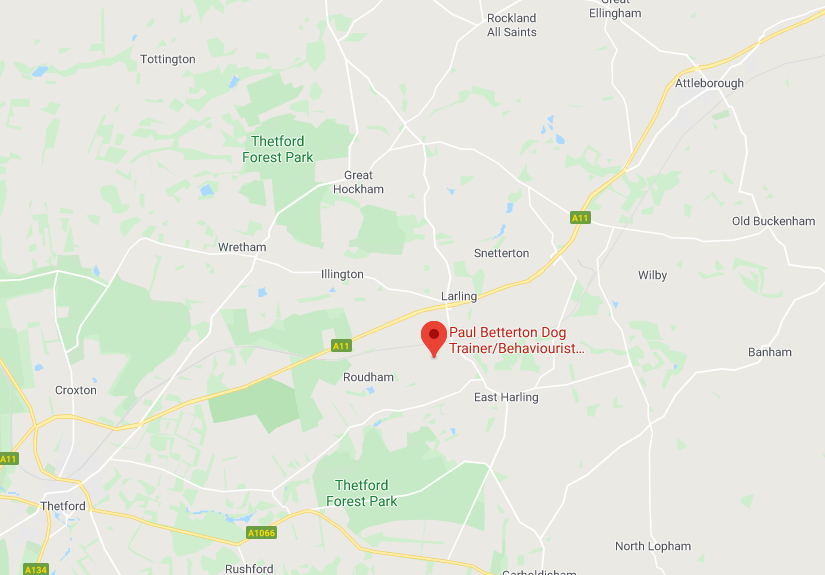 Great
Ellingham
Rockland
All Saints
Tottington
Attleborough
Thetford
Forest Park
Great
Hockham
A11
Old Buckenham
Wretham
Snetterton
Illington
Wilby
Larling
Paul Betterton Dog
Trainer/Behaviourist...
A11
Banham
Roudham
Croxton
East Harling
A11
Thetford
Forest Park
Thetford
A1066
North Lopham
A134
Rushford
Garboldisham